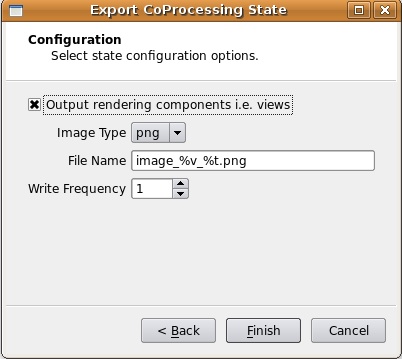 Export CoProcessing State
Configuration
Select state configuration options.
Output rendering components i.e. views
Image Type png
File Name image_%v_%t.png
Write Frequency 1
< Back Finish Cancel